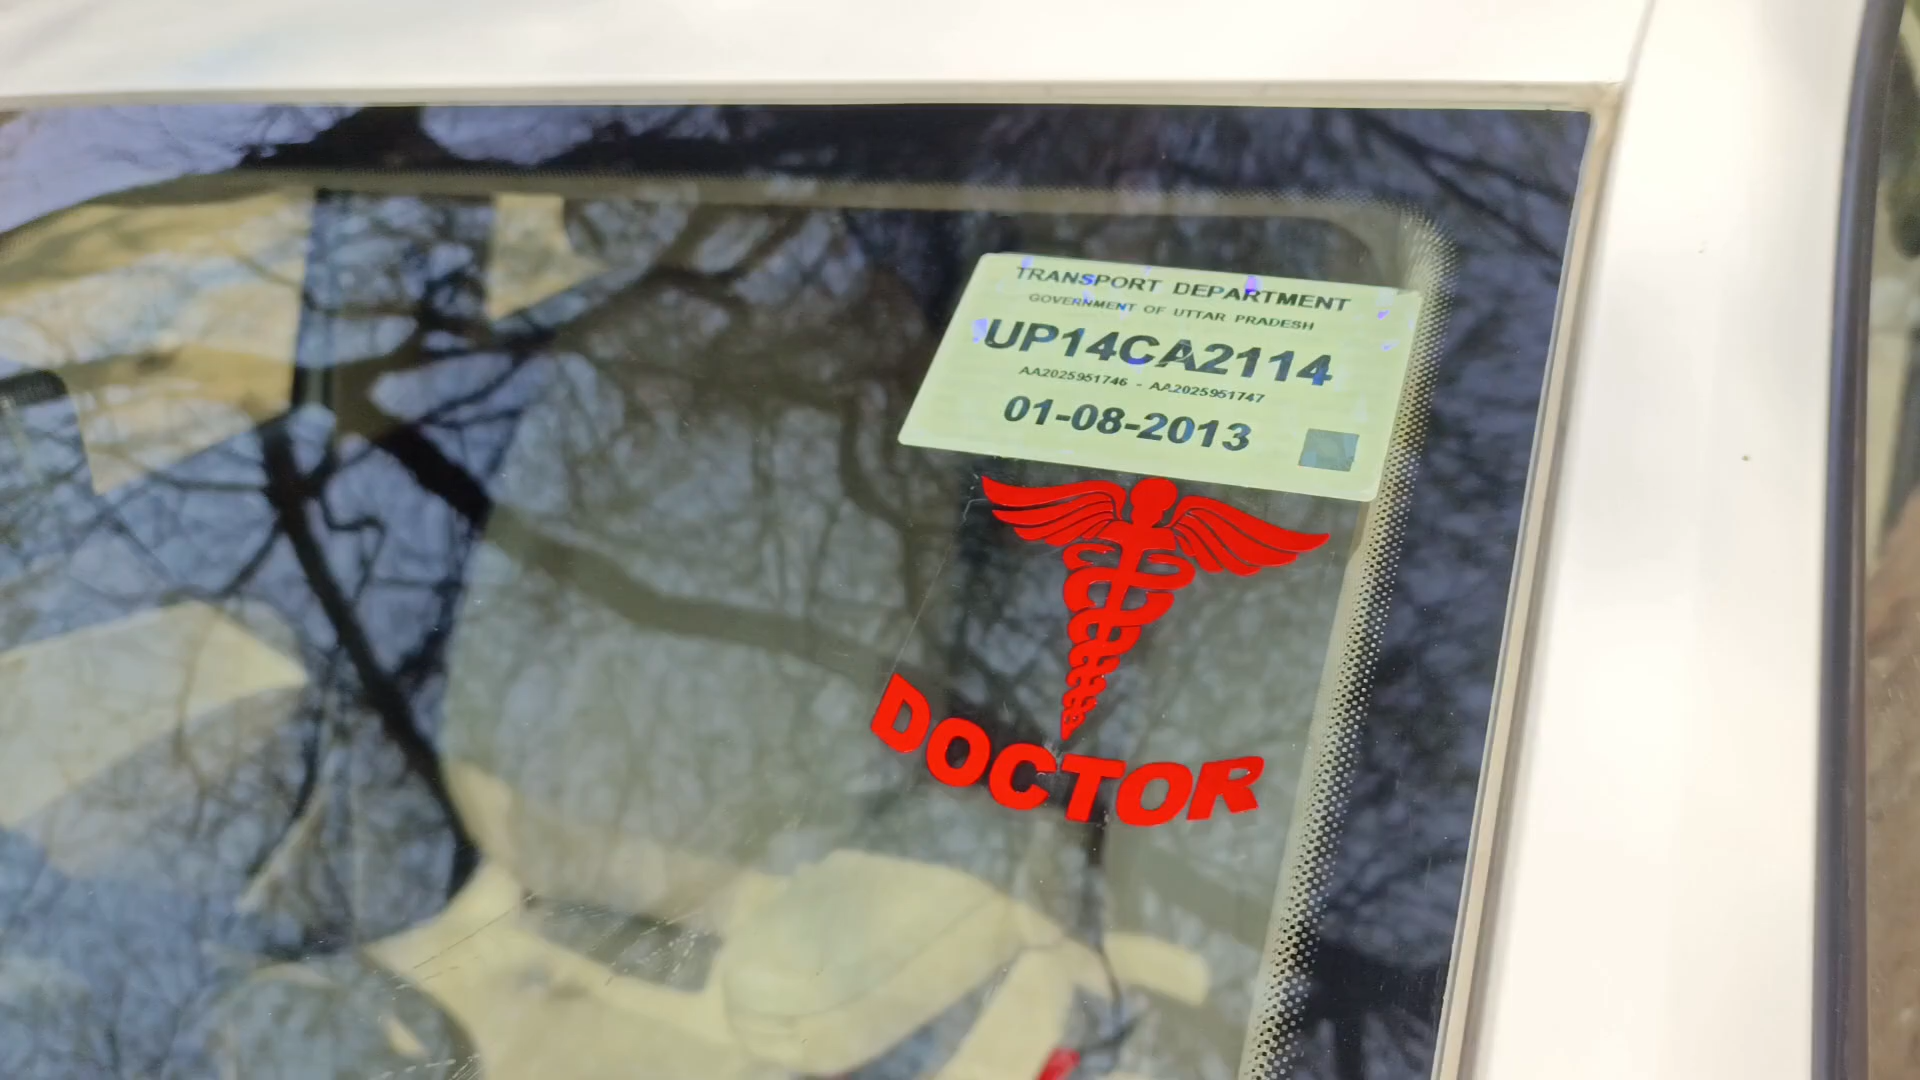 TRANSPORT DEPARTMENT
GOVERNMENT OF UTTAR PRADESH
UP14CA2114
AA2025951746 - AA2025951747
01-08-2013
DOCTOR